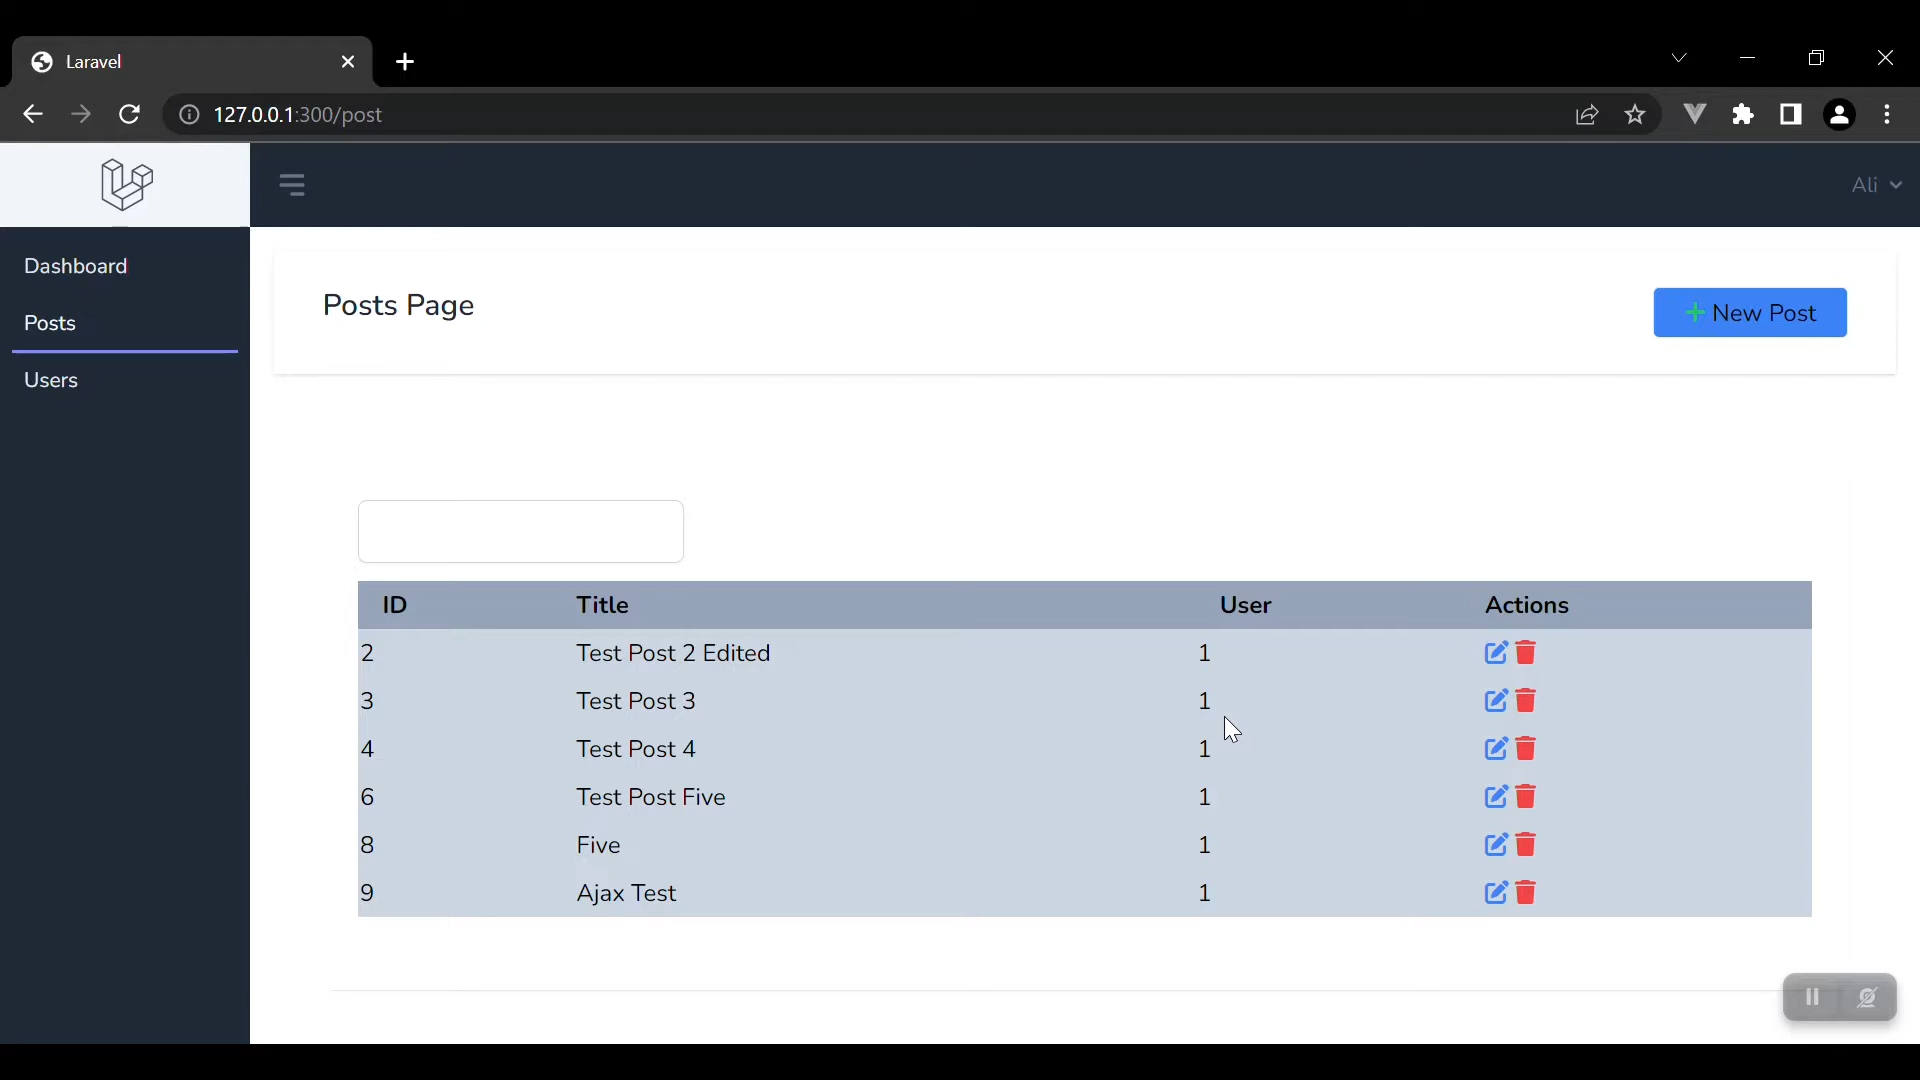 Laravel
127.0.0.1:300/post
Ali
Dashboard
Posts
Users
Posts Page
New Post
ID Title User Actions
2 Test Post 2 Edited 1
3 Test Post 3 1
4 Test Post 4 1
6 Test Post Five 1
8 Five 1
9 Ajax Test 1